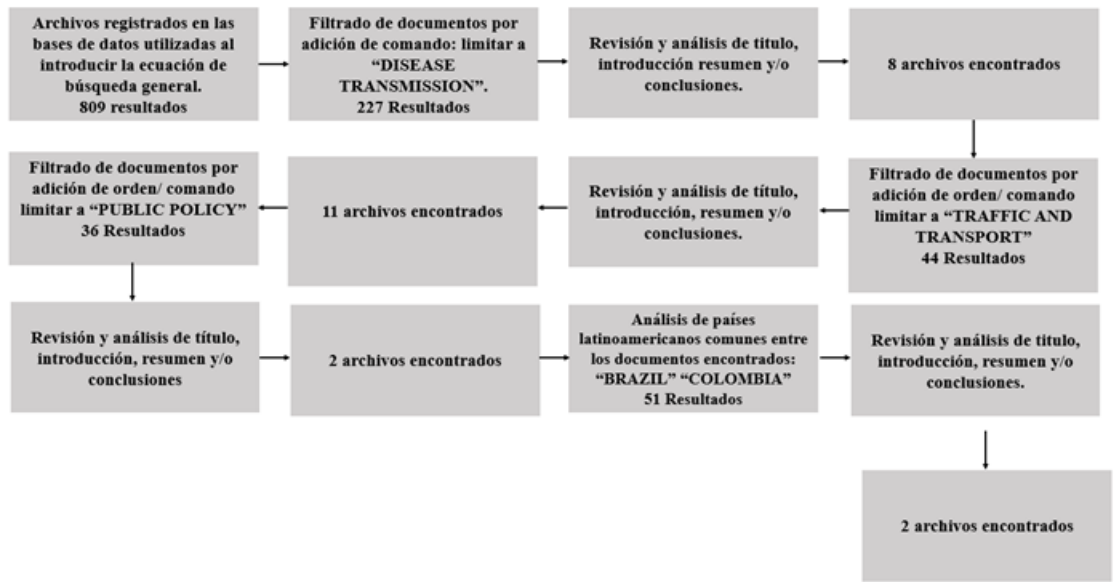 Archivos registrados en las
bases de datos utilizadas al
introducir la ecuación de
búsqueda general.
809 resultados
Filtrado de documentos por
adición de comando: limitar a
“DISEASE
TRANSMISSION”.
227 Resultados
Revisión y análisis de titulo,
introducción resumen y/o
conclusiones.
8 archivos encontrados
Filtrado de documentos por
adición de orden/ comando
limitar a “TRAFFIC AND
TRANSPORT”
44 Resultados
Revisión y análisis de título,
introducción, resumen y/o
conclusiones.
11 archivos encontrados
Filtrado de documentos por
adición de orden/ comando
limitar a “PUBLIC POLICY”
36 Resultados
Revisión y análisis de título,
introducción, resumen y/o
conclusiones
2 archivos encontrados
Análisis de países
latinoamericanos comunes entre
los documentos encontrados:
“BRAZIL” “COLOMBIA”
51 Resultados
Revisión y análisis de titulo,
introducción, resumen y/o
conclusiones.
2 archivos encontrados